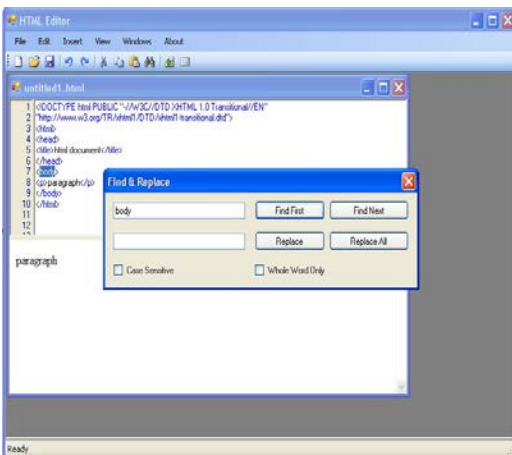 HTML Editor
File Edit Insert View Windows About
untitled1.html
1 <!DOCTYPE html PUBLIC "-//W3C//DTD XHTML 1.0 Transitional//EN"
2 "http://www.w3.org/TR/xhtml1/DTD/xhtml1-transitional.dtd">
3 <html>
4 <head>
5 <title>html document</title>
6 </head>
7 <body>
8 <p>paragraph</p>
9 </body>
10 </html>
11
12
13
Find & Replace
body Find First Find Next
Replace Replace All
Case Sensitive Whole Word Only
paragraph
Ready